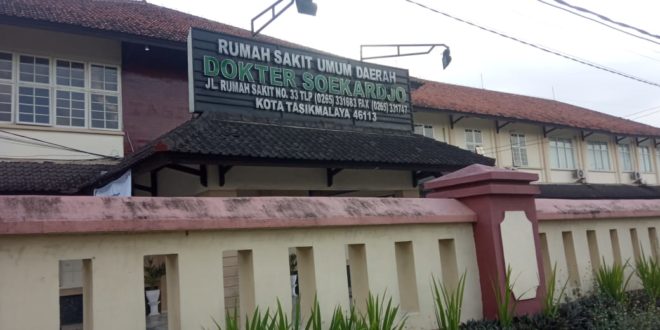 RUMAH SAKIT UMUM DAERAH
DOKTER SOEKARDJO
JL. RUMAH SAKIT NO. 33 TLP (0265) 331683 FAX (0265) 331747
KOTA TASIKMALAYA 46113